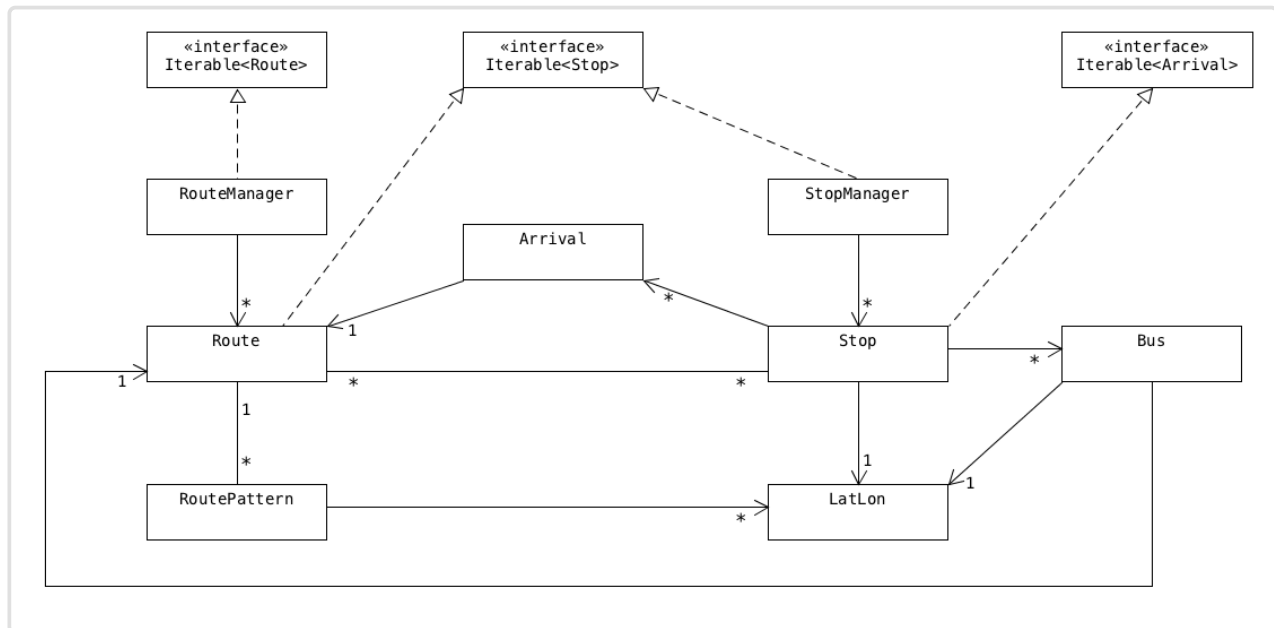 «interface»
Iterable<Route>
«interface»
Iterable<Stop>
«interface»
Iterable<Arrival>
RouteManager
StopManager
Arrival
*
*
*
1
Route
Stop
Bus
*
1
*
*
1
1
*
1
RoutePattern
LatLon
*